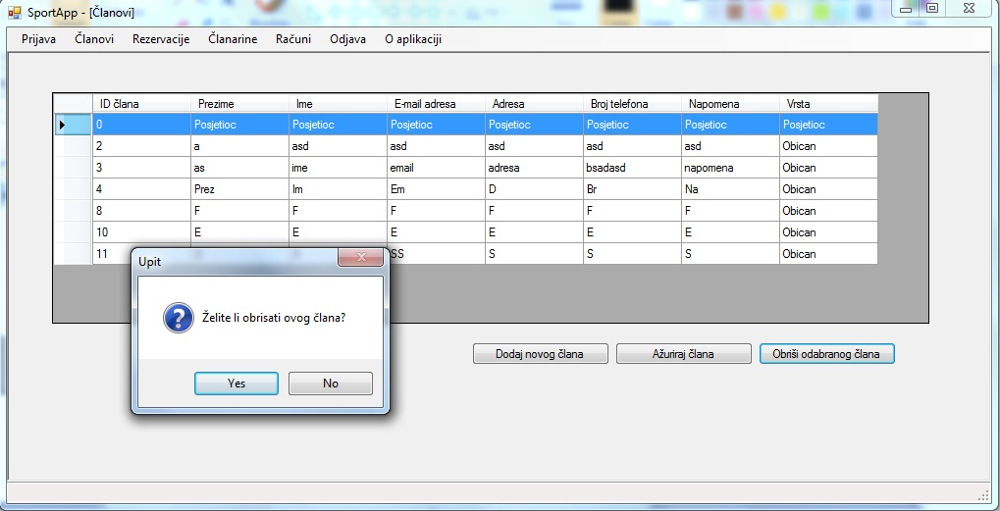 SportApp - [Članovi]
Prijava Članovi Rezervacije Članarine Računi Odjava O aplikaciji
ID člana Prezime Ime E-mail adresa Adresa Broj telefona Napomena Vrsta
0 Posjetioc Posjetioc Posjetioc Posjetioc Posjetioc Posjetioc Posjetioc
2 a asd asd asd asd asd Obican
3 as ime email adresa bsadasd napomena Obican
4 Prez Im Em D Br Na Obican
8 F F F F F F Obican
10 E E E E E E Obican
11 SS S S S Obican
Upit
Želite li obrisati ovog člana?
Yes No
Dodaj novog člana Ažuriraj člana Obriši odabranog člana